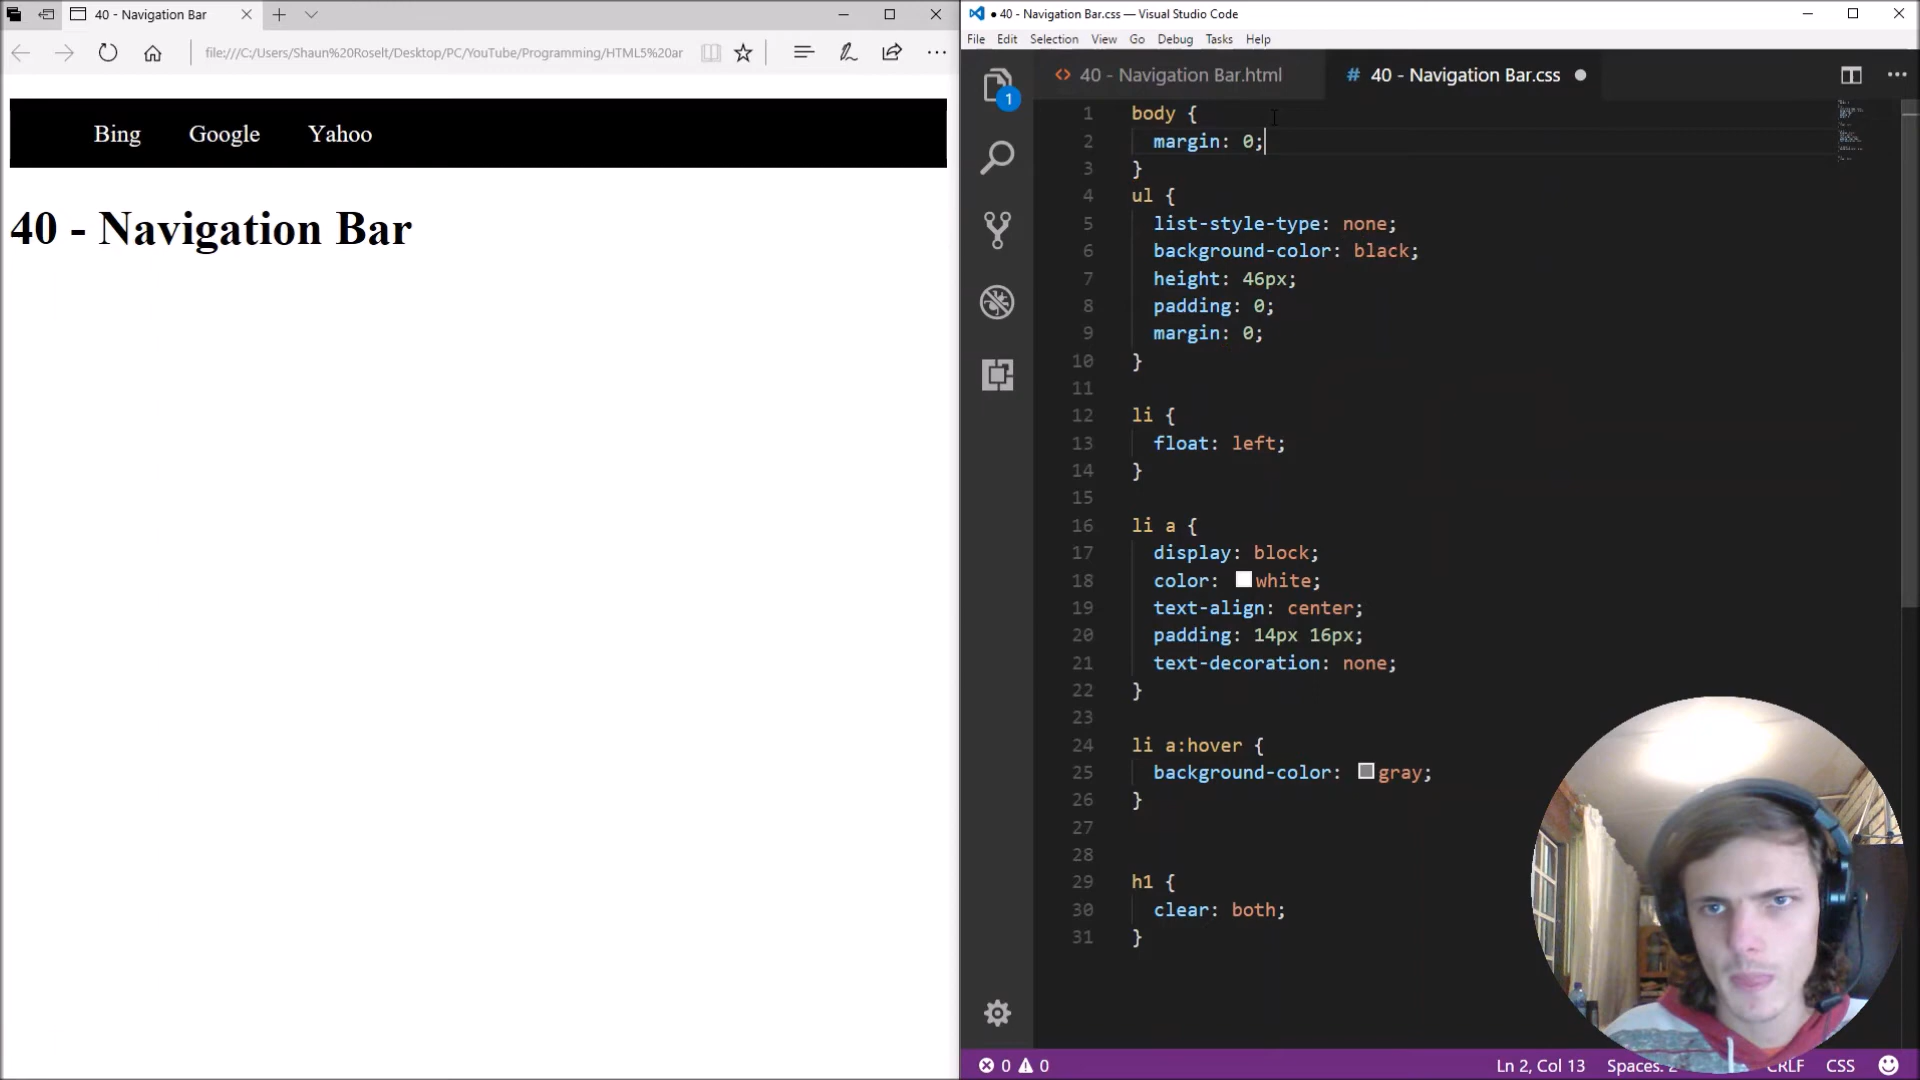 40 - Navigation Bar
file:///C:/Users/Shaun%20Roselt/Desktop/PC/YouTube/Programming/HTML5%20ar
Bing Google Yahoo
40 - Navigation Bar
● 40 - Navigation Bar.css — Visual Studio Code
File Edit Selection View Go Debug Tasks Help
1
<> 40 - Navigation Bar.html
# 40 - Navigation Bar.css ●
1 body {
2 margin: 0;
3 }
4 ul {
5 list-style-type: none;
6 background-color: black;
7 height: 46px;
8 padding: 0;
9 margin: 0;
10 }
11
12 li {
13 float: left;
14 }
15
16 li a {
17 display: block;
18 color: white;
19 text-align: center;
20 padding: 14px 16px;
21 text-decoration: none;
22 }
23
24 li a:hover {
25 background-color: gray;
26 }
27
28
29 h1 {
30 clear: both;
31 }
0 0 Ln 2, Col 13 Spaces: 2 CRLF CSS